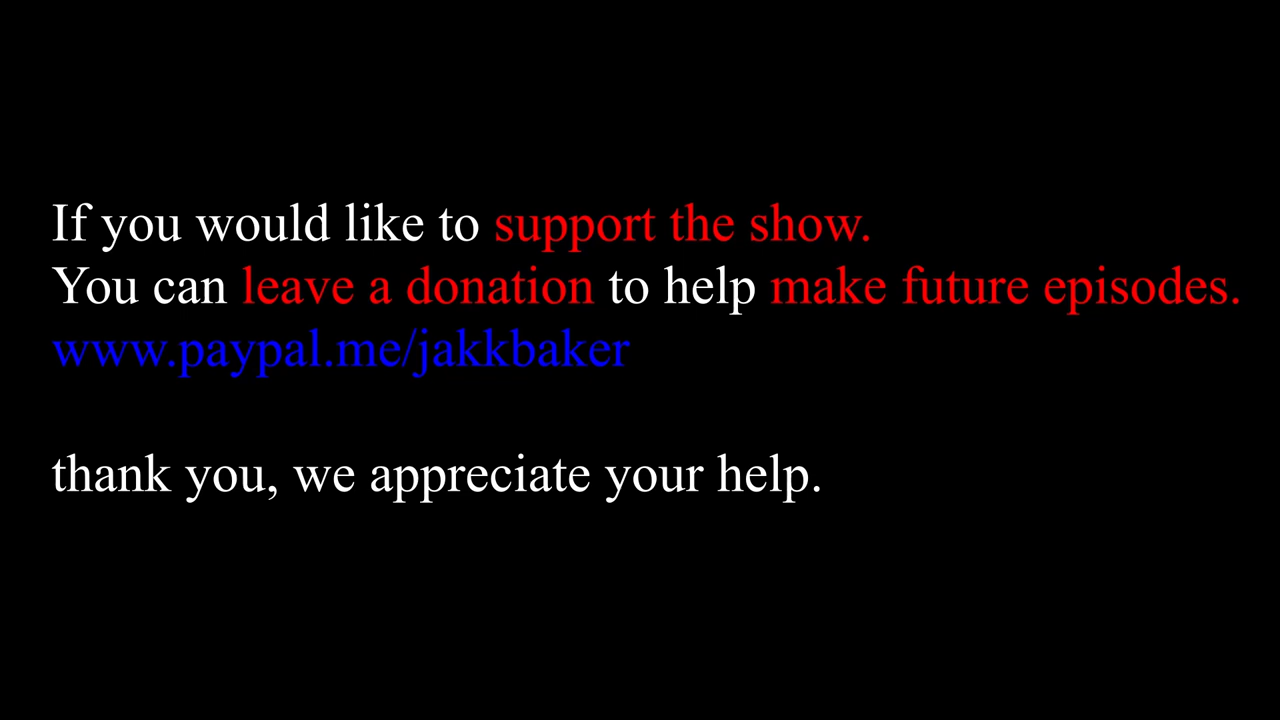 If you would like to support the show.
You can leave a donation to help make future episodes.
www.paypal.me/jakkbaker
thank you, we appreciate your help.